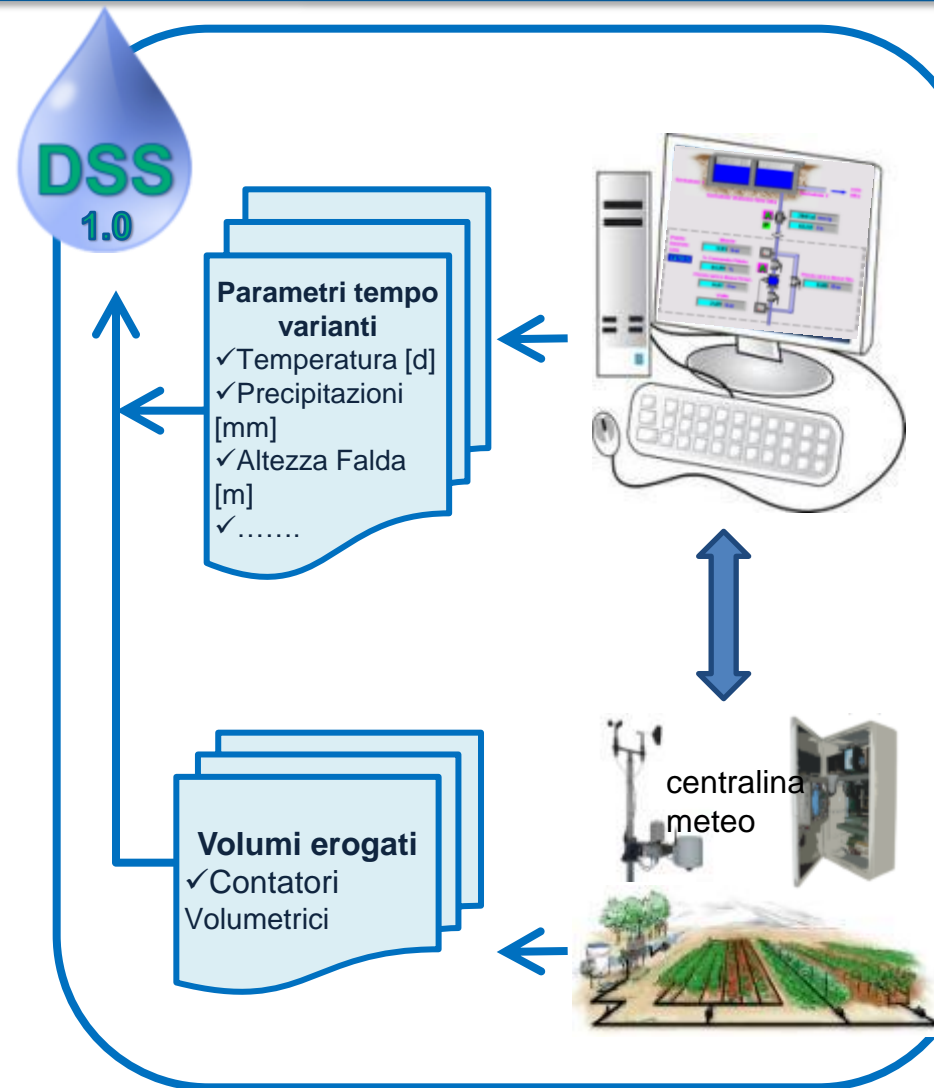 DSS
1.0
Parametri tempo
varianti
✓Temperatura [d]
✓Precipitazioni
[mm]
✓Altezza Falda
[m]
✓…….
centralina
meteo
Volumi erogati
✓Contatori
Volumetrici